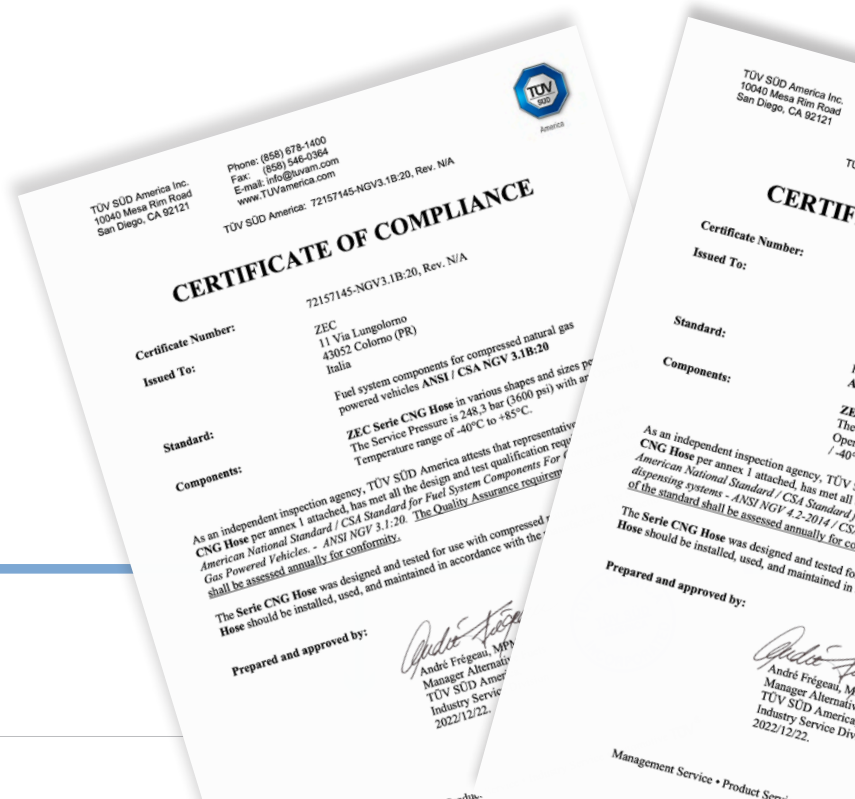 TÜV
SÜD
America
TÜV SÜD America Inc.
10040 Mesa Rim Road
San Diego, CA 92121
Phone: (858) 678-1400
Fax: (858) 546-0364
E-mail: info@tuvam.com
www.TUVamerica.com
TÜV SÜD America: 72157145-NGV3.1B:20, Rev. N/A
CERTIFICATE OF COMPLIANCE
Certificate Number:
72157145-NGV3.1B:20, Rev. N/A
Issued To:
ZEC
11 Via Lungolorno
43052 Colorno (PR)
Italia
Standard:
Fuel system components for compressed natural gas
powered vehicles ANSI / CSA NGV 3.1B:20
Components:
ZEC Serie CNG Hose in various shapes and sizes
The Service Pressure is 248,3 bar (3600 psi) with
Temperature range of -40°C to +85°C.
As an independent inspection agency, TÜV SÜD America attests that representative
CNG Hose per annex 1 attached, has met all the design and test qualification
American National Standard / CSA Standard for Fuel System Components For
Gas Powered Vehicles. - ANSI NGV 3.1:20. The Quality Assurance
shall be assessed annually for conformity.
The Serie CNG Hose was designed and tested for use with compressed
Hose should be installed, used, and maintained in accordance with the
Prepared and approved by:
André Frégeau,
Manager
TÜV SÜD
Industry
2022/12/22.
TÜV SÜD America Inc.
10040 Mesa Rim Road
San Diego, CA 92121
CERTIF
Certificate Number:
Issued To:
Standard:
Components:
The
/ -40°
As an independent inspection agency, TÜV
CNG Hose per annex 1 attached, has met all
American National Standard / CSA Standard
dispensing systems - ANSI NGV 4.2-2014 /
of the standard shall be assessed annually for
The Serie CNG Hose was designed and tested
Hose should be installed, used, and maintained in
Prepared and approved by:
André Frégeau,
Manager
TÜV SÜD America
Industry Service
2022/12/22.
Management Service • Product